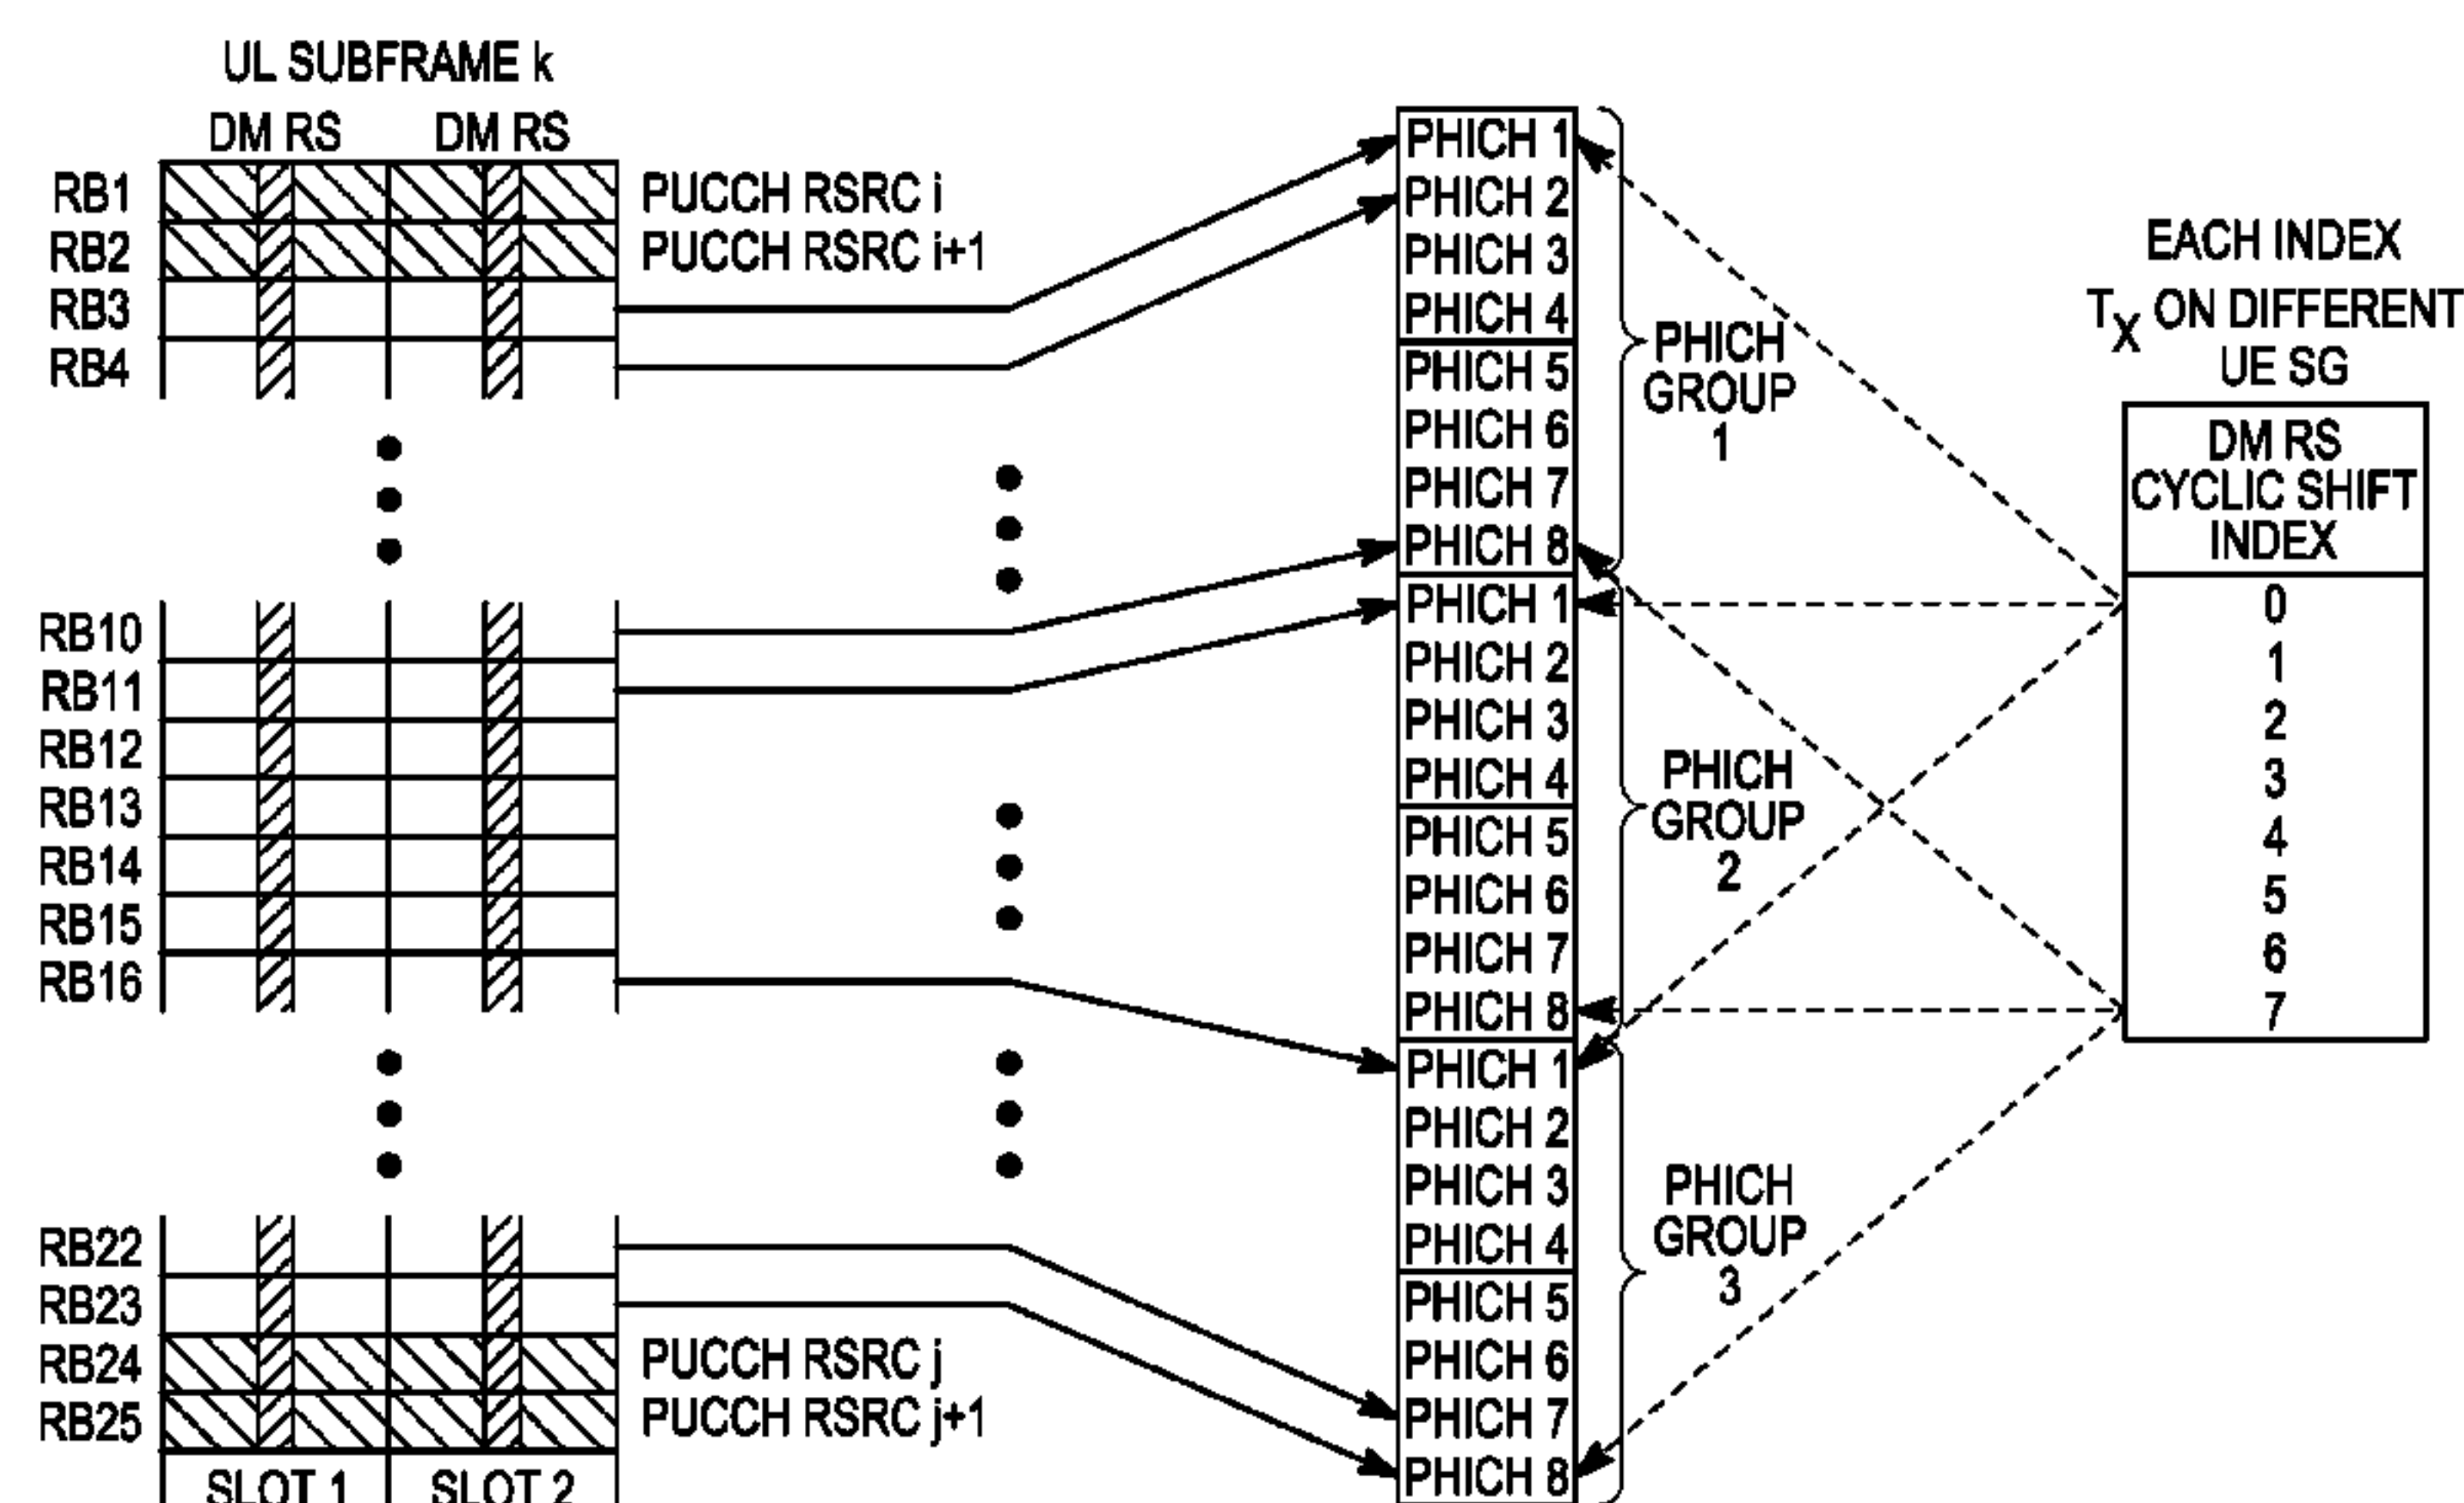 UL SUBFRAME k
DM RS DM RS
RB1
RB2
RB3
RB4
RB10
RB11
RB12
RB13
RB14
RB15
RB16
RB22
RB23
RB24
RB25
SLOT 1 SLOT 2
PUCCH RSRC i
PUCCH RSRC i+1
PUCCH RSRC j
PUCCH RSRC j+1
PHICH 1
PHICH 2
PHICH 3
PHICH 4
PHICH 5
PHICH 6
PHICH 7
PHICH 8
PHICH 1
PHICH 2
PHICH 3
PHICH 4
PHICH 5
PHICH 6
PHICH 7
PHICH 8
PHICH 1
PHICH 2
PHICH 3
PHICH 4
PHICH 5
PHICH 6
PHICH 7
PHICH 8
PHICH
GROUP
1
PHICH
GROUP
2
PHICH
GROUP
3
EACH INDEX
TX ON DIFFERENT
UE SG
DM RS
CYCLIC SHIFT
INDEX
0
1
2
3
4
5
6
7